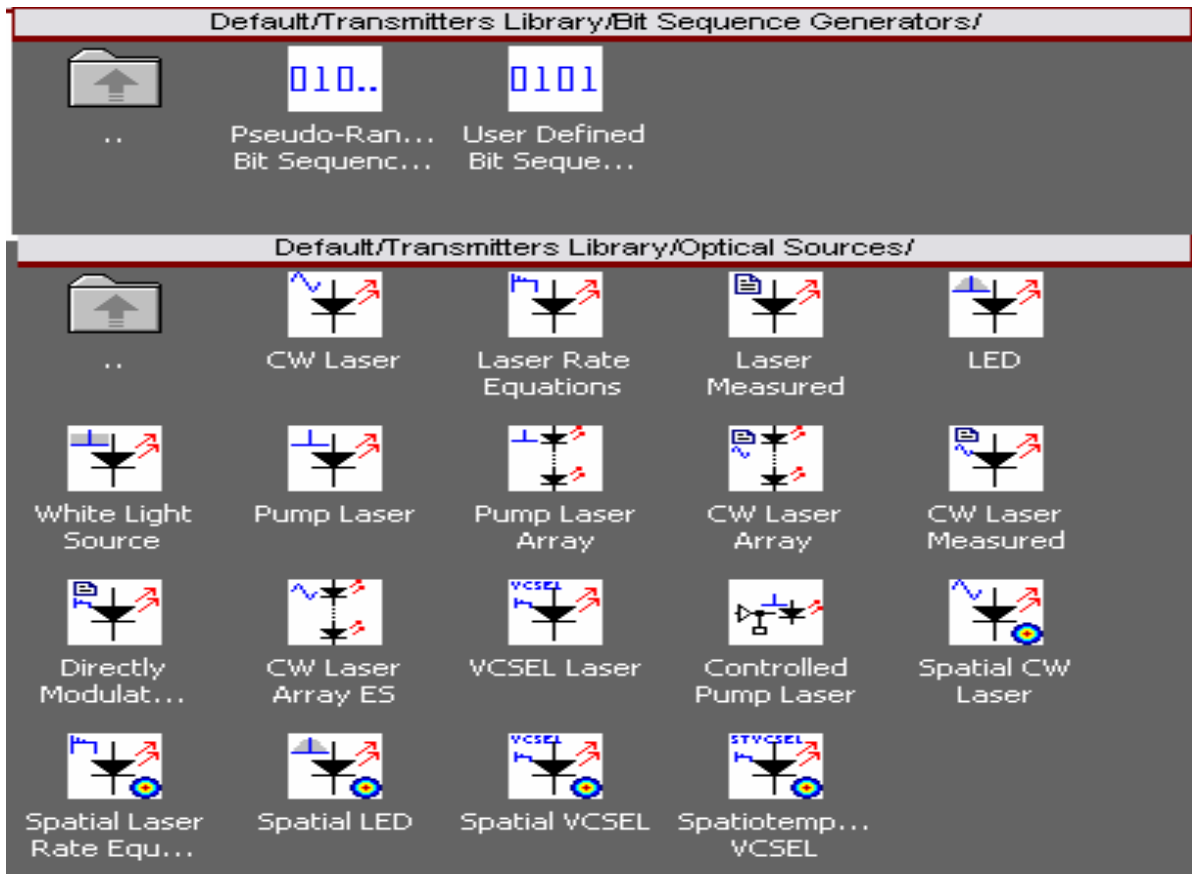 Default/Transmitters Library/Bit Sequence Generators/
010..
0101
..
Pseudo-Ran...
Bit Sequenc...
User Defined
Bit Seque...
Default/Transmitters Library/Optical Sources/
..
CW Laser
Laser Rate
Equations
Laser
Measured
LED
White Light
Source
Pump Laser
Pump Laser
Array
CW Laser
Array
CW Laser
Measured
VCSEL
Directly
Modulat...
CW Laser
Array ES
VCSEL Laser
Controlled
Pump Laser
Spatial CW
Laser
VCSEL
STVCSEL
Spatial Laser
Rate Equ...
Spatial LED
Spatial VCSEL
Spatiotemp...
VCSEL